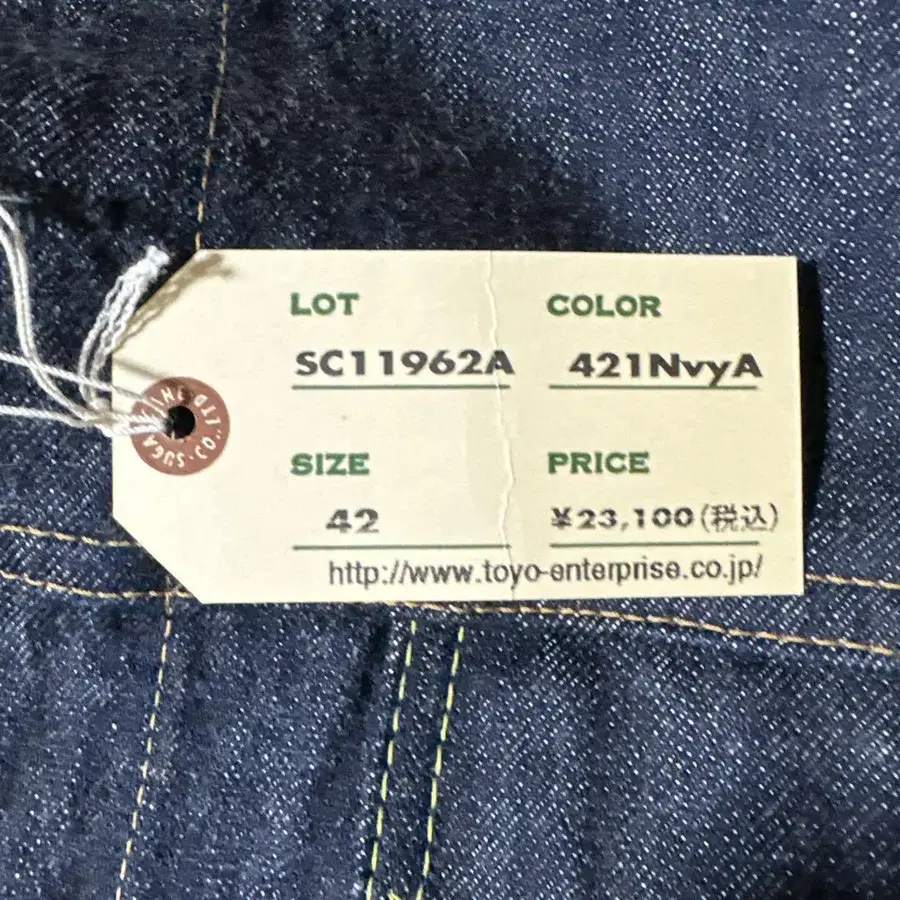 LOT COLOR
SC11962A 421NvyA
SIZE PRICE
42 ¥23,100(税込)
http://www.toyo-enterprise.co.jp/